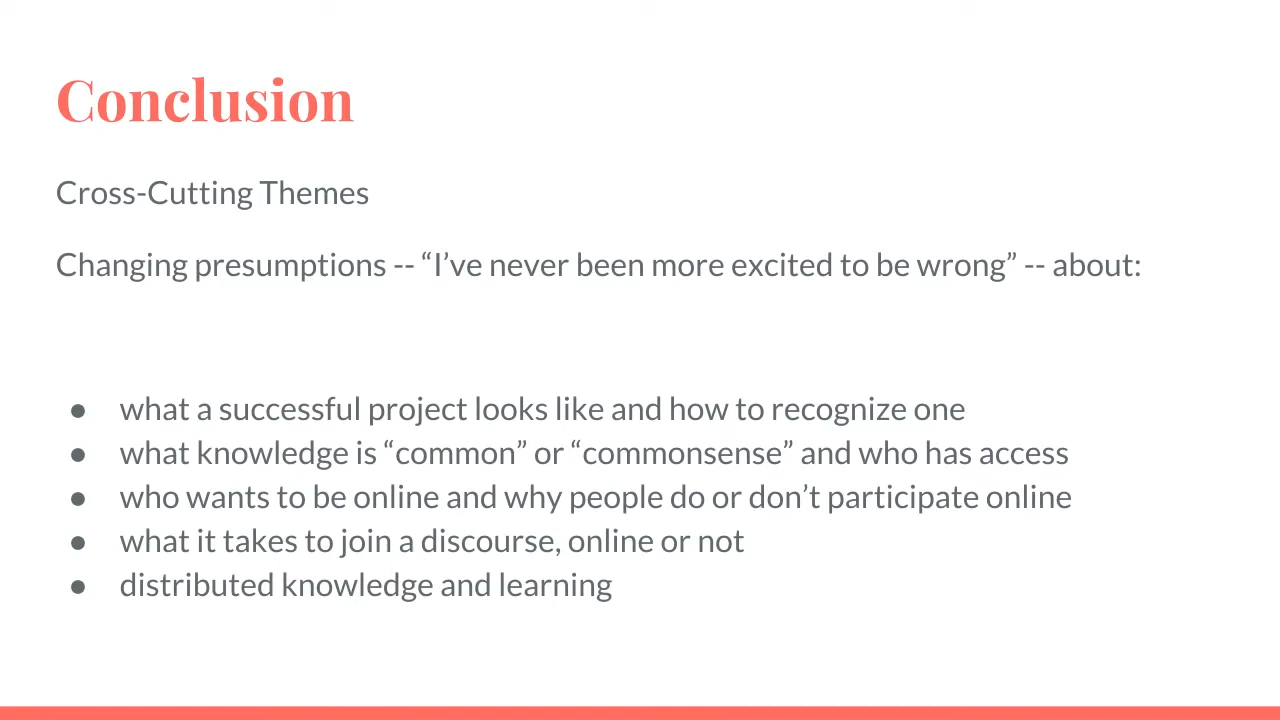 Conclusion
Cross-Cutting Themes
Changing presumptions -- “I’ve never been more excited to be wrong” -- about:
● what a successful project looks like and how to recognize one
● what knowledge is “common” or “commonsense” and who has access
● who wants to be online and why people do or don’t participate online
● what it takes to join a discourse, online or not
● distributed knowledge and learning